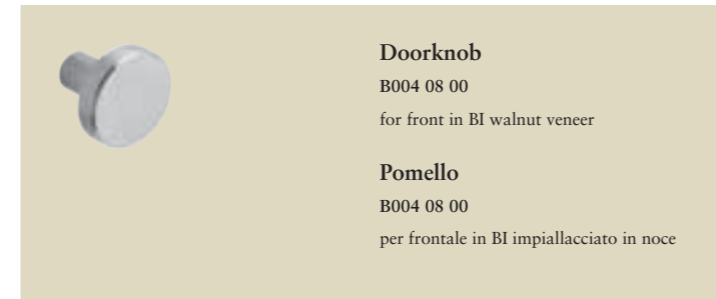 Doorknob
B004 08 00
for front in BI walnut veneer
Pomello
B004 08 00
per frontale in BI impiallacciato in noce